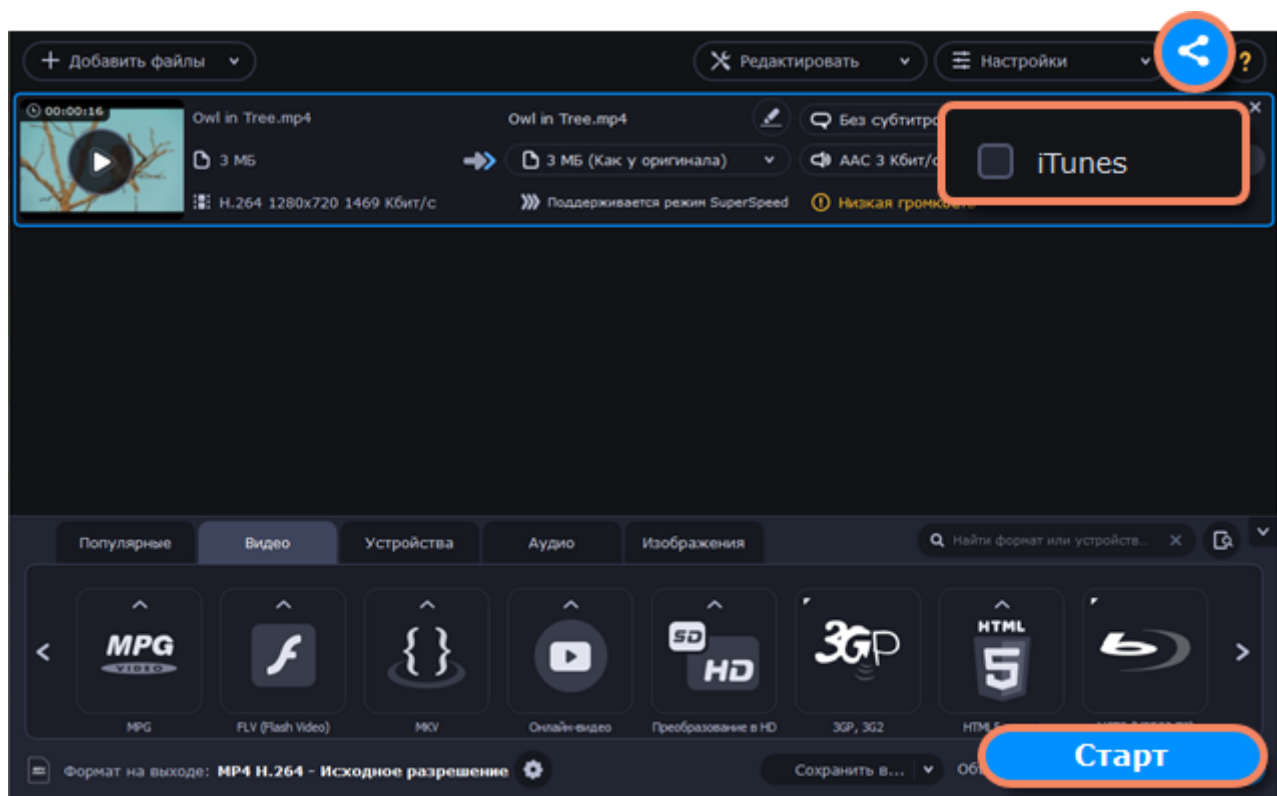 + Добавить файлы
Редактировать
Настройки
?
00:00:16
Owl in Tree.mp4
Owl in Tree.mp4
Без субтитро
3 МБ
3 МБ (Как у оригинала)
AAC 3 Кбит/с
iTunes
H.264 1280x720 1469 Кбит/с
Поддерживается режим SuperSpeed
Низкая громкость
Популярные
Видео
Устройства
Аудио
Изображения
Найти формат или устройств...
MPG VIDEO
f
{ }
SD HD
3GP
HTML 5
MPG
FLV (Flash Video)
MKV
Онлайн-видео
Преобразование в HD
3GP, 3G2
Формат на выходе: MP4 H.264 - Исходное разрешение
Сохранить в...
Старт